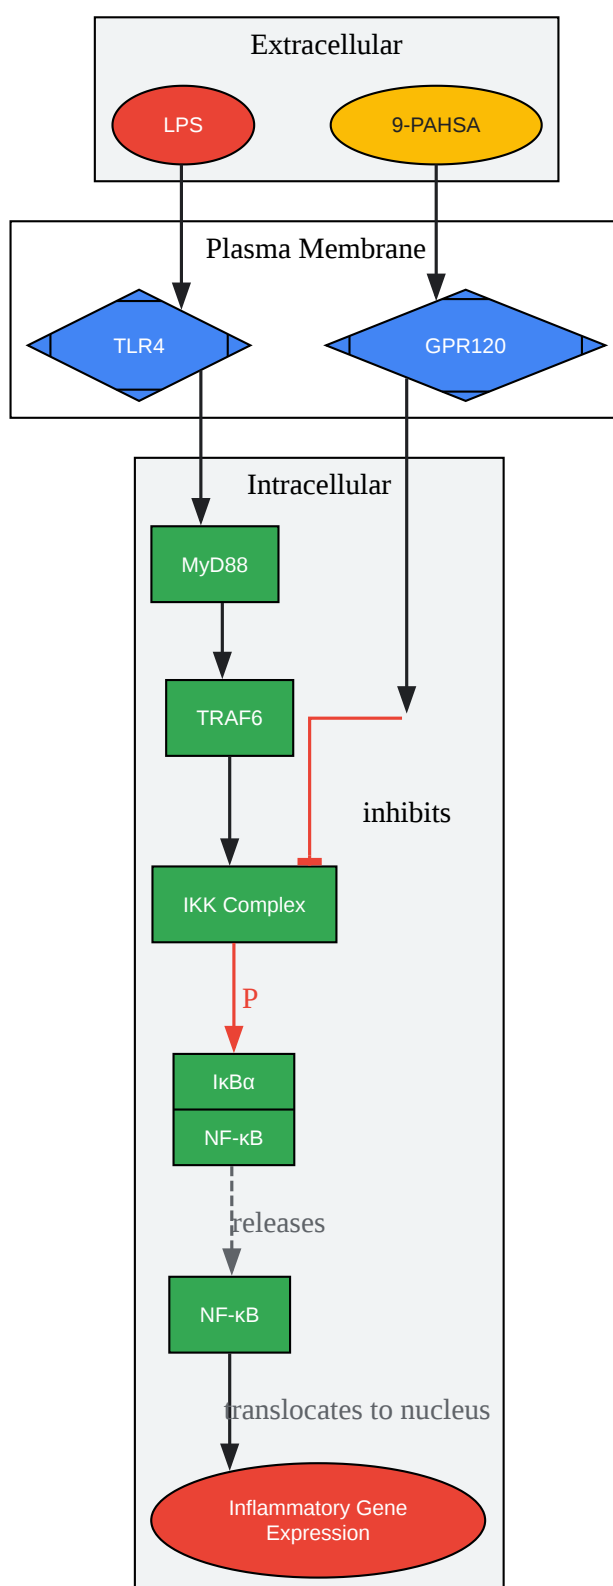 Extracellular
LPS
9-PAHSA
Plasma Membrane
TLR4
GPR120
Intracellular
MyD88
TRAF6
inhibits
IKK Complex
P
IκBα
NF-κB
releases
NF-κB
translocates to nucleus
Inflammatory Gene
Expression